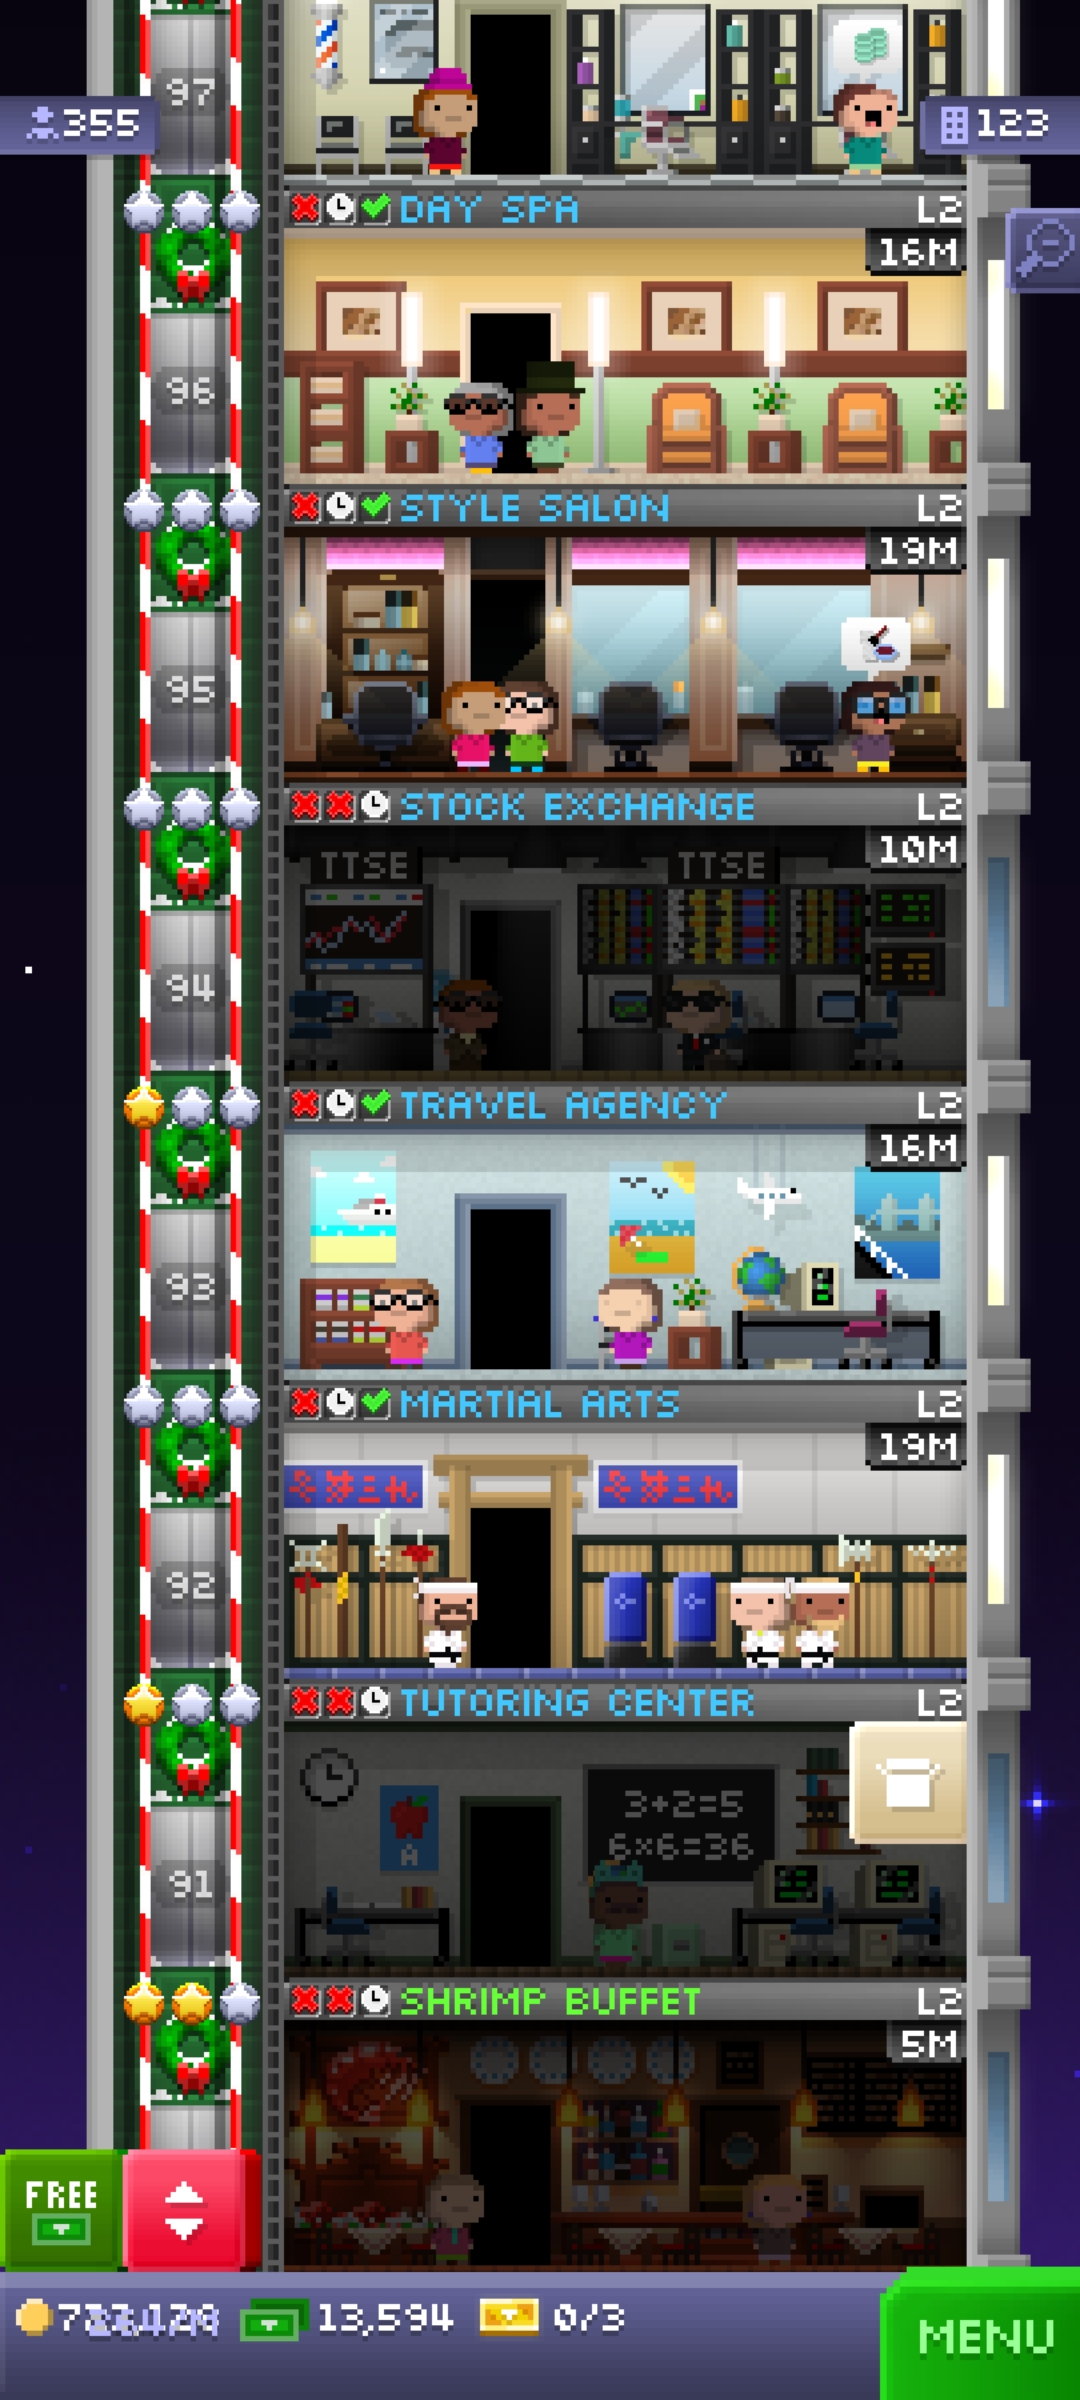 97
355
123
DAY SPA L2
16M
96
STYLE SALON L2
19M
95
STOCK EXCHANGE L2
10M
TTSE TTSE
94
TRAVEL AGENCY L2
16M
93
MARTIAL ARTS L2
19M
92
TUTORING CENTER L2
3+2=5
6×6=36
A
91
SHRIMP BUFFET L2
5M
FREE
13,594 0/3
MENU